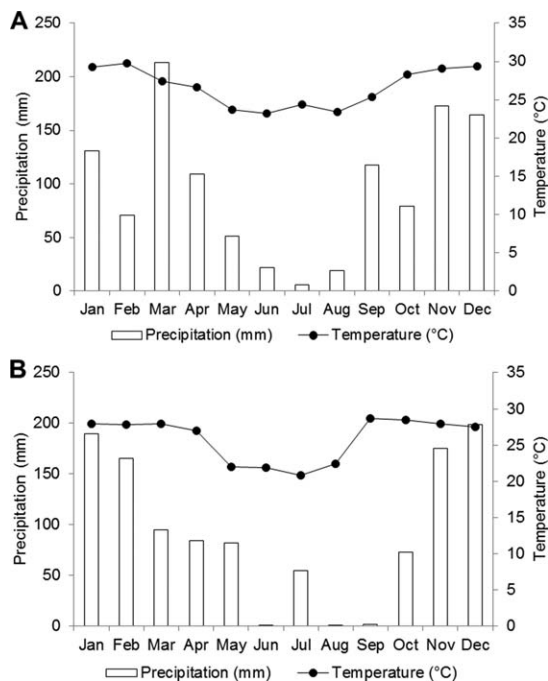 A
250
200
150
100
50
0
Precipitation (mm)
35
30
25
20
15
10
5
0
Temperature (°C)
Jan Feb Mar Apr May Jun Jul Aug Sep Oct Nov Dec
Precipitation (mm) Temperature (°C)
B
250
200
150
100
50
0
Precipitation (mm)
35
30
25
20
15
10
5
0
Temperature (°C)
Jan Feb Mar Apr May Jun Jul Aug Sep Oct Nov Dec
Precipitation (mm) Temperature (°C)